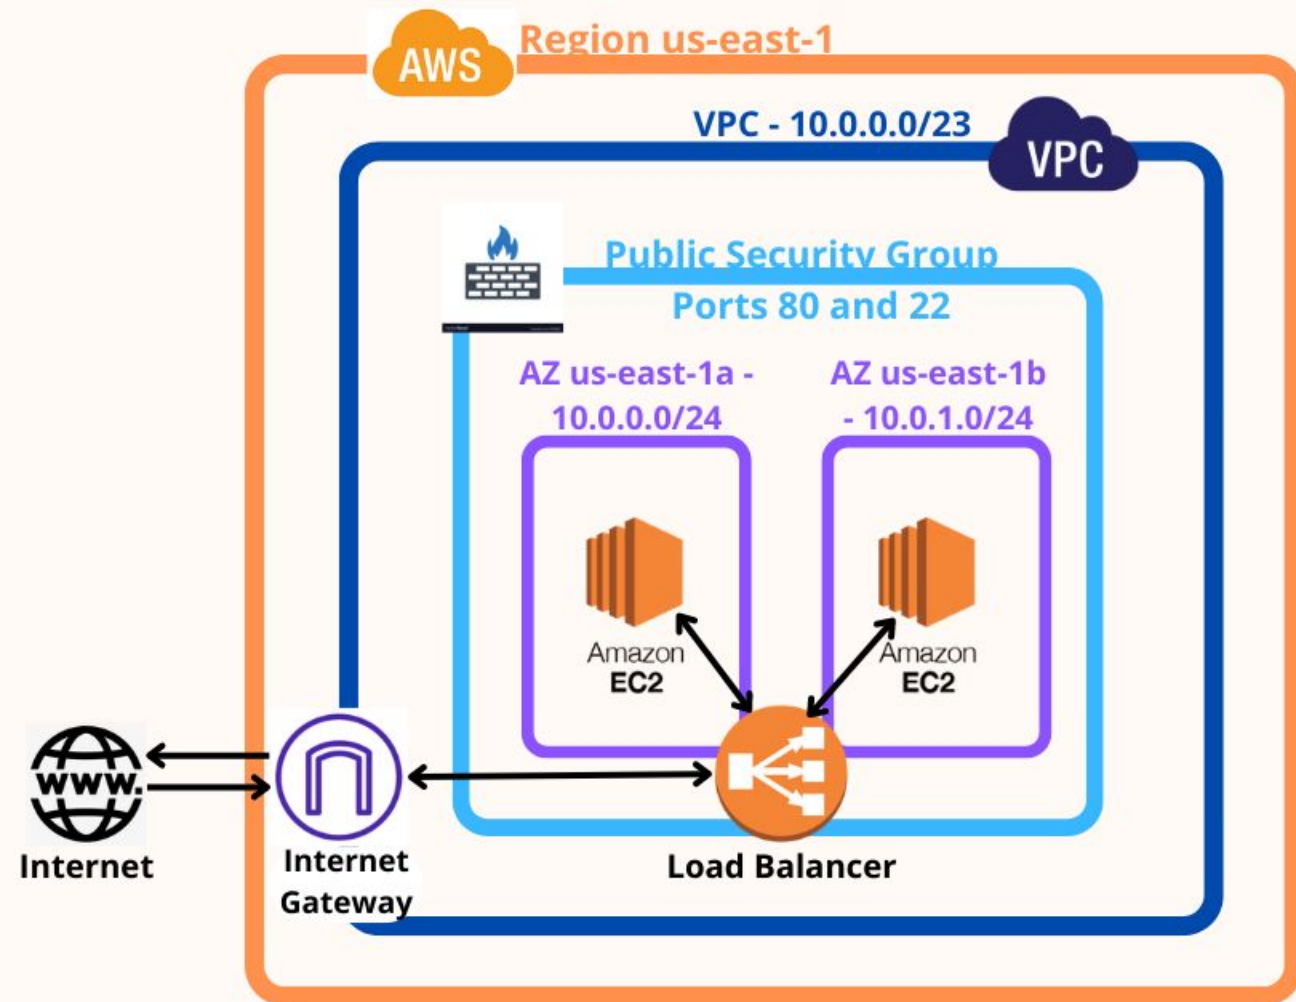 Region us-east-1
AWS
VPC - 10.0.0.0/23
VPC
Public Security Group
Ports 80 and 22
AZ us-east-1a -
10.0.0.0/24
AZ us-east-1b
- 10.0.1.0/24
Amazon
EC2
Amazon
EC2
www.
Internet
Internet
Gateway
Load Balancer